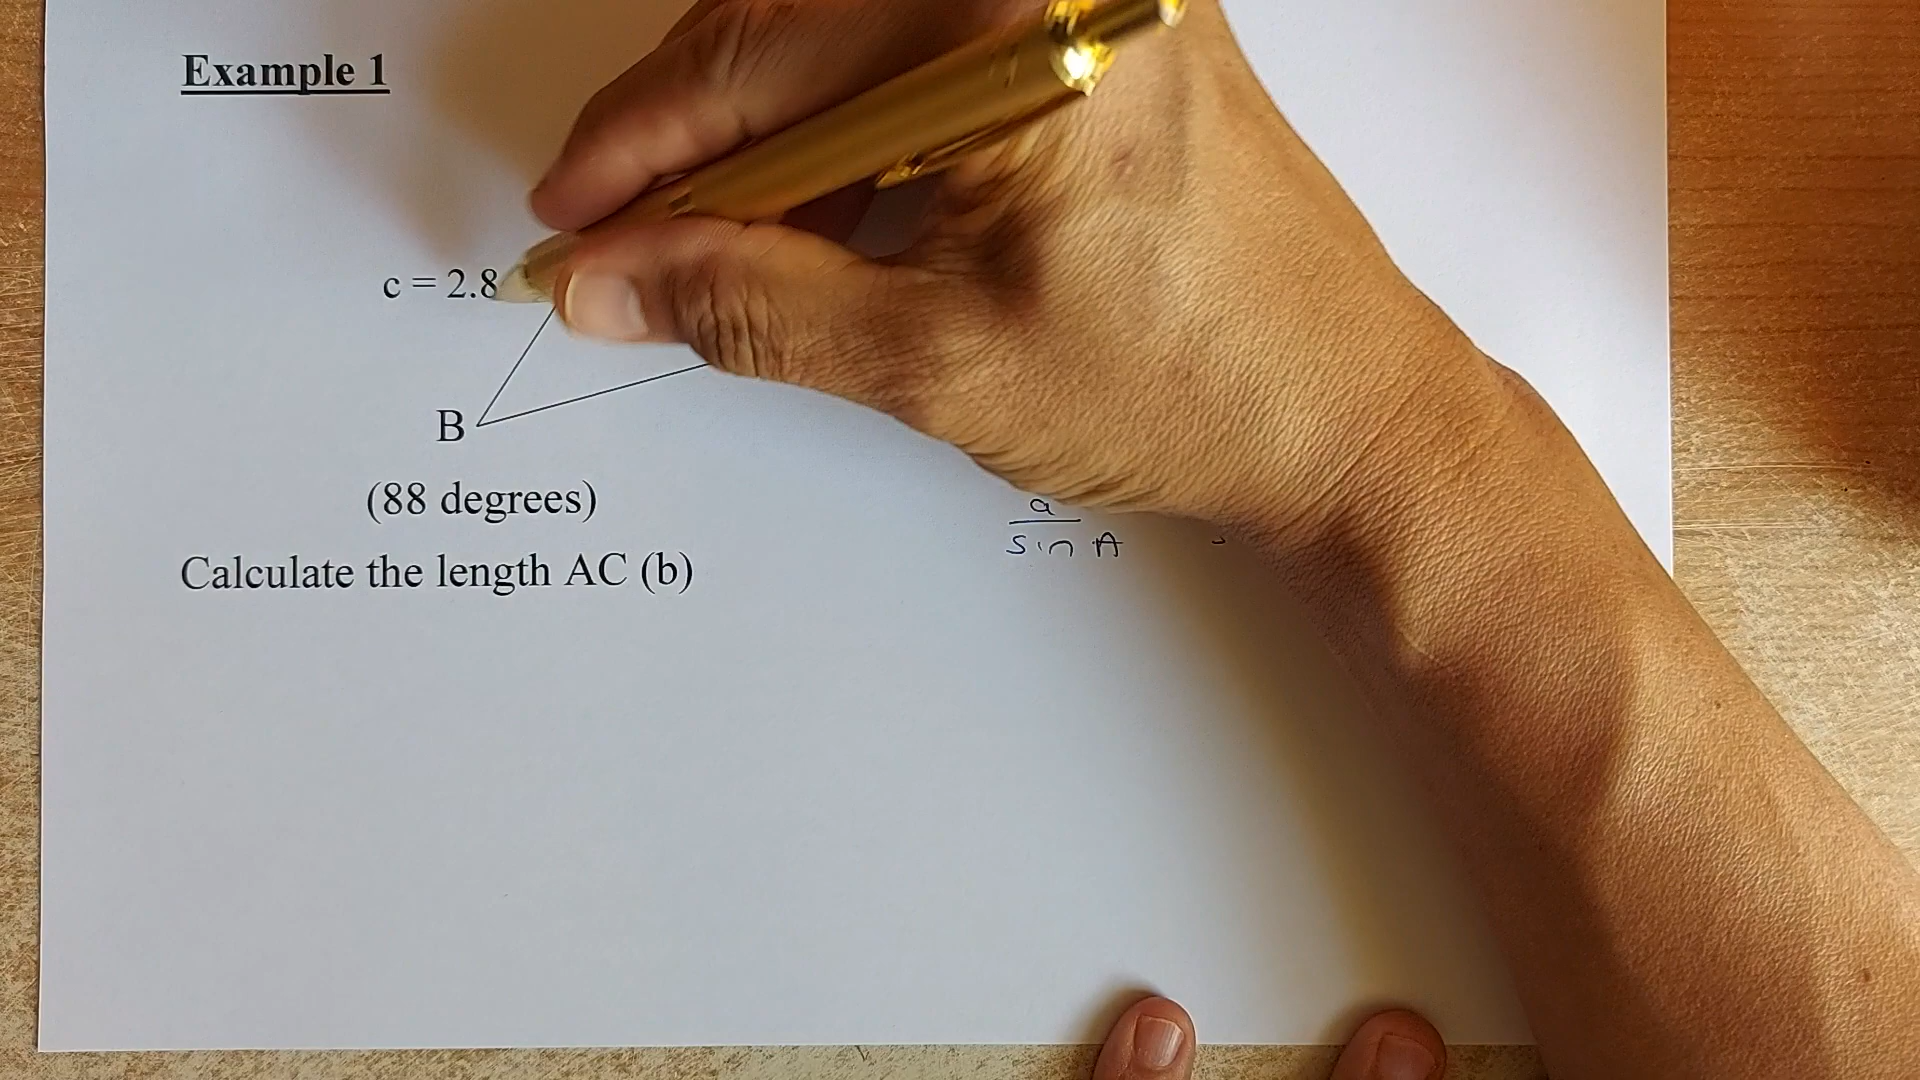 Example 1
c = 2.8
B
(88 degrees)
a
sin A
Calculate the length AC (b)